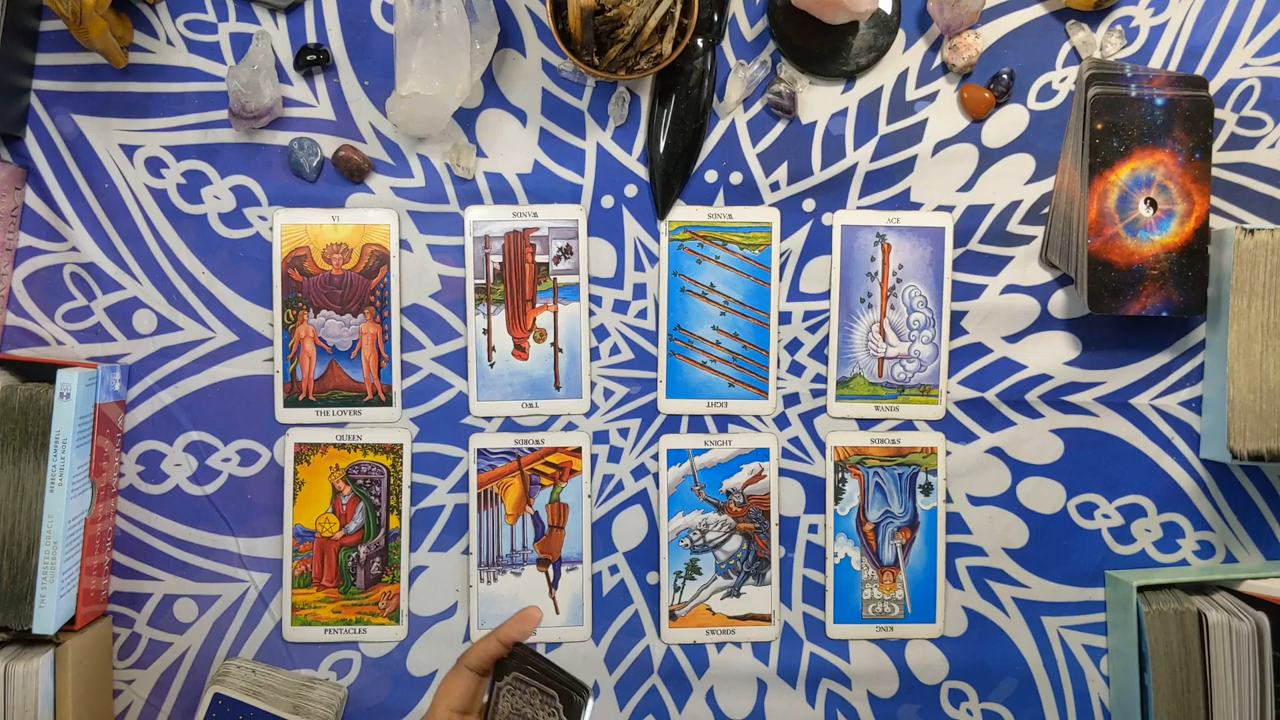 VI
THE LOVERS
WANDS
TWO
WANDS
EIGHT
ACE
WANDS
QUEEN
PENTACLES
SWORDS
KNIGHT
SWORDS
SWORDS
KING
REBECCA CAMPBELL
DANIELLE NOEL
THE STARSEED ORACLE
GUIDEBOOK